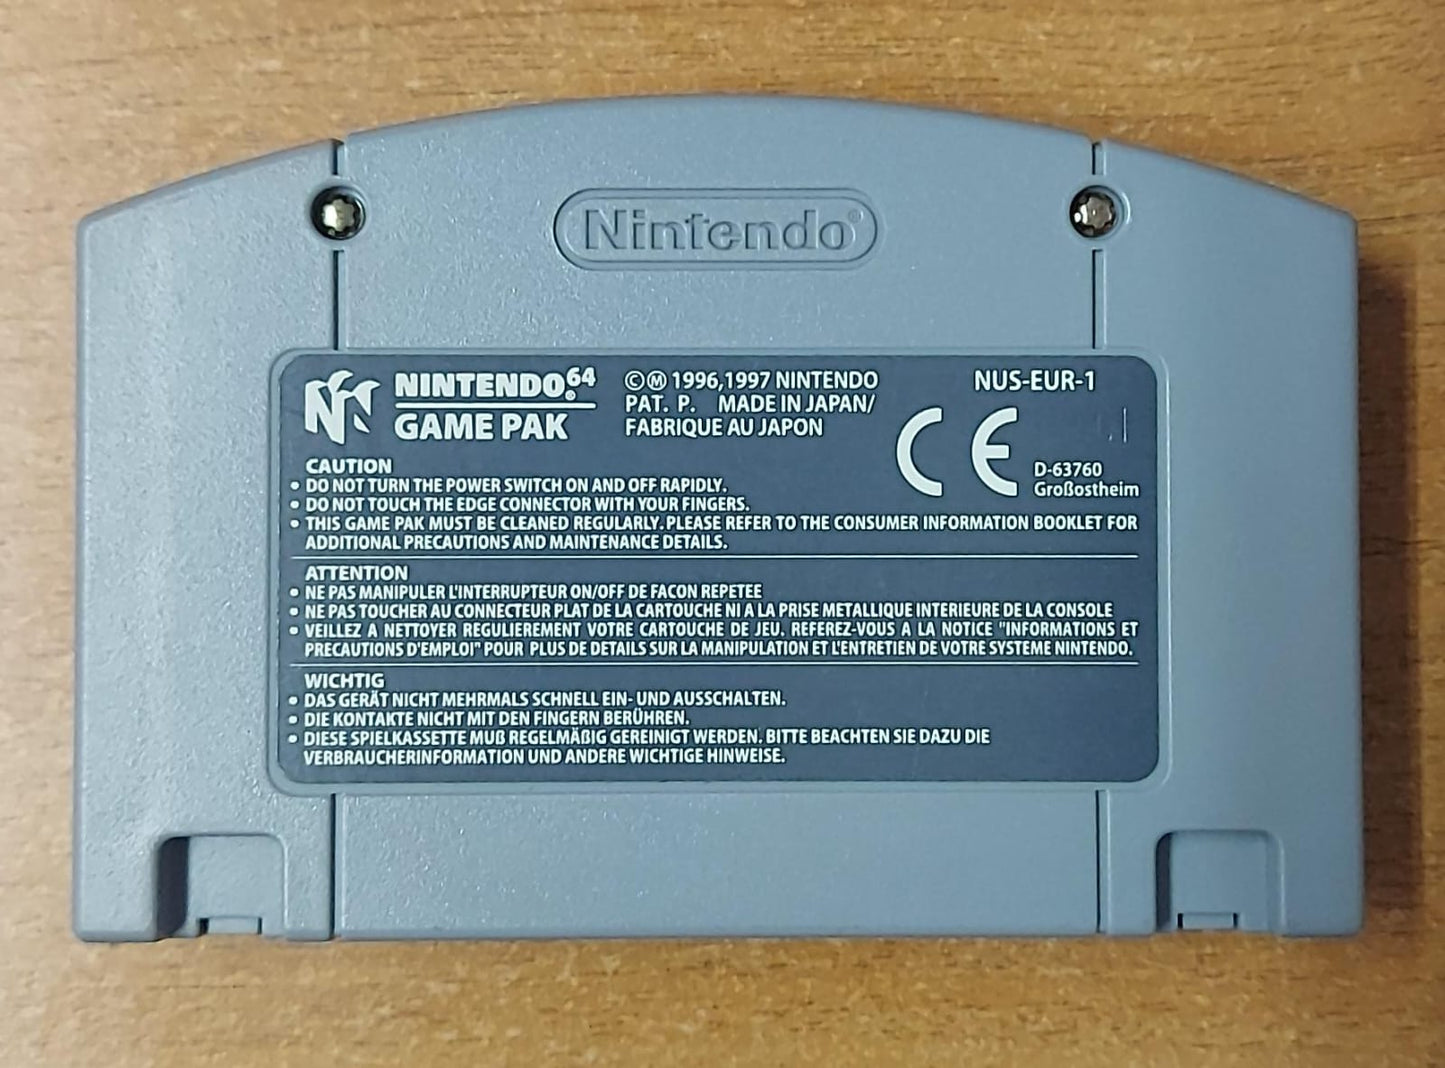 Nintendo®
NINTENDO64®
GAME PAK
©Ⓜ 1996,1997 NINTENDO
PAT. P. MADE IN JAPAN/
FABRIQUE AU JAPON
NUS-EUR-1
CE
D-63760
Großostheim
CAUTION
• DO NOT TURN THE POWER SWITCH ON AND OFF RAPIDLY.
• DO NOT TOUCH THE EDGE CONNECTOR WITH YOUR FINGERS.
• THIS GAME PAK MUST BE CLEANED REGULARLY. PLEASE REFER TO THE CONSUMER INFORMATION BOOKLET FOR
ADDITIONAL PRECAUTIONS AND MAINTENANCE DETAILS.
ATTENTION
• NE PAS MANIPULER L'INTERRUPTEUR ON/OFF DE FACON REPETEE
• NE PAS TOUCHER AU CONNECTEUR PLAT DE LA CARTOUCHE NI A LA PRISE METALLIQUE INTERIEURE DE LA CONSOLE
• VEILLEZ A NETTOYER REGULIEREMENT VOTRE CARTOUCHE DE JEU. REFEREZ-VOUS A LA NOTICE "INFORMATIONS ET
PRECAUTIONS D'EMPLOI" POUR PLUS DE DETAILS SUR LA MANIPULATION ET L'ENTRETIEN DE VOTRE SYSTEME NINTENDO.
WICHTIG
• DAS GERÄT NICHT MEHRMALS SCHNELL EIN- UND AUSSCHALTEN.
• DIE KONTAKTE NICHT MIT DEN FINGERN BERÜHREN.
• DIESE SPIELKASSETTE MUß REGELMÄßIG GEREINIGT WERDEN. BITTE BEACHTEN SIE DAZU DIE
VERBRAUCHERINFORMATION UND ANDERE WICHTIGE HINWEISE.